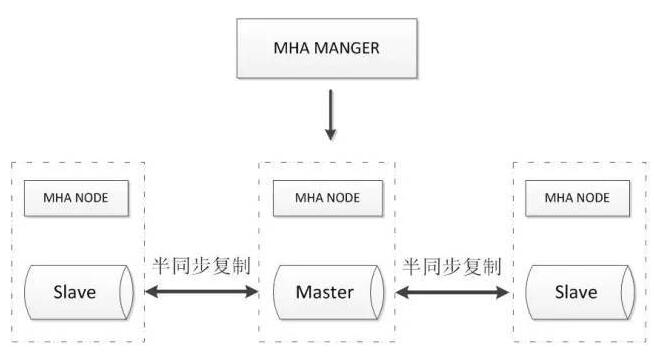 MHA MANGER
MHA NODE
MHA NODE
MHA NODE
半同步复制
半同步复制
Slave
Master
Slave